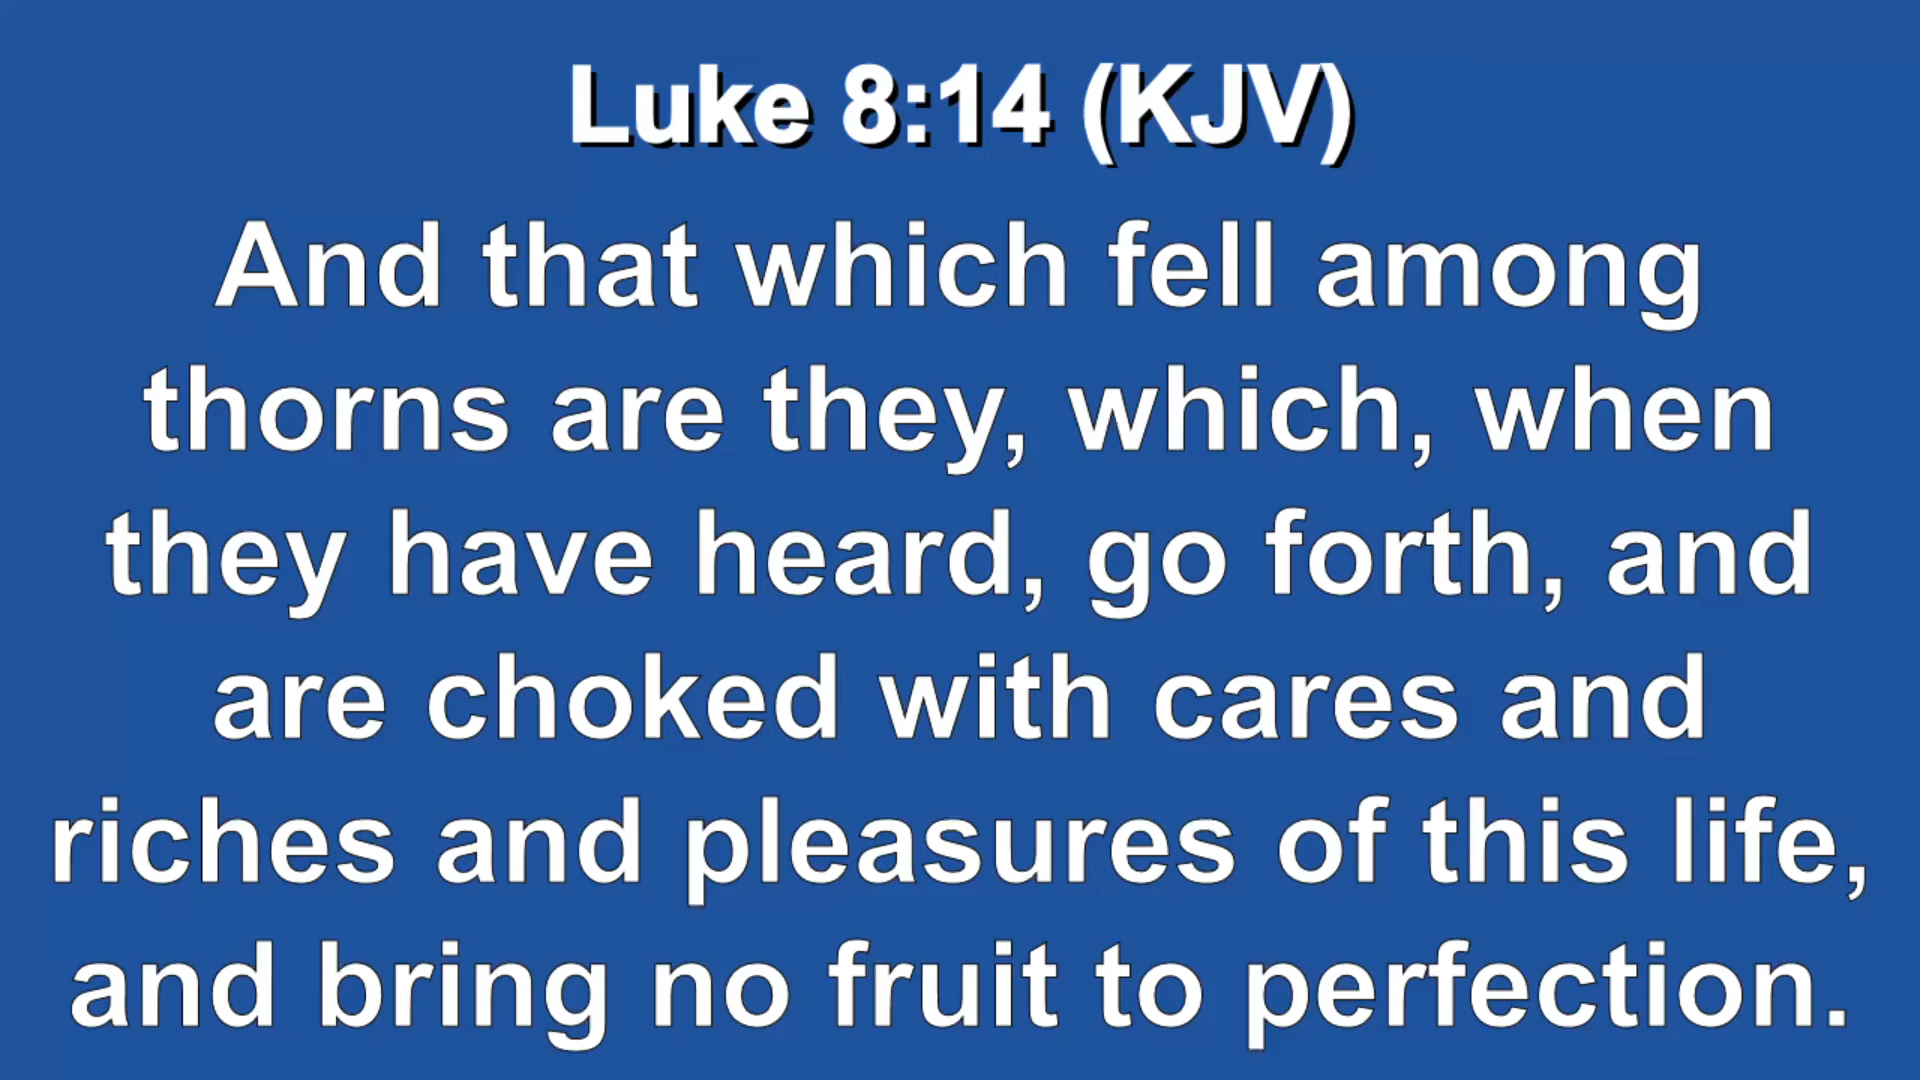 Luke 8:14 (KJV)
And that which fell among
thorns are they, which, when
they have heard, go forth, and
are choked with cares and
riches and pleasures of this life,
and bring no fruit to perfection.